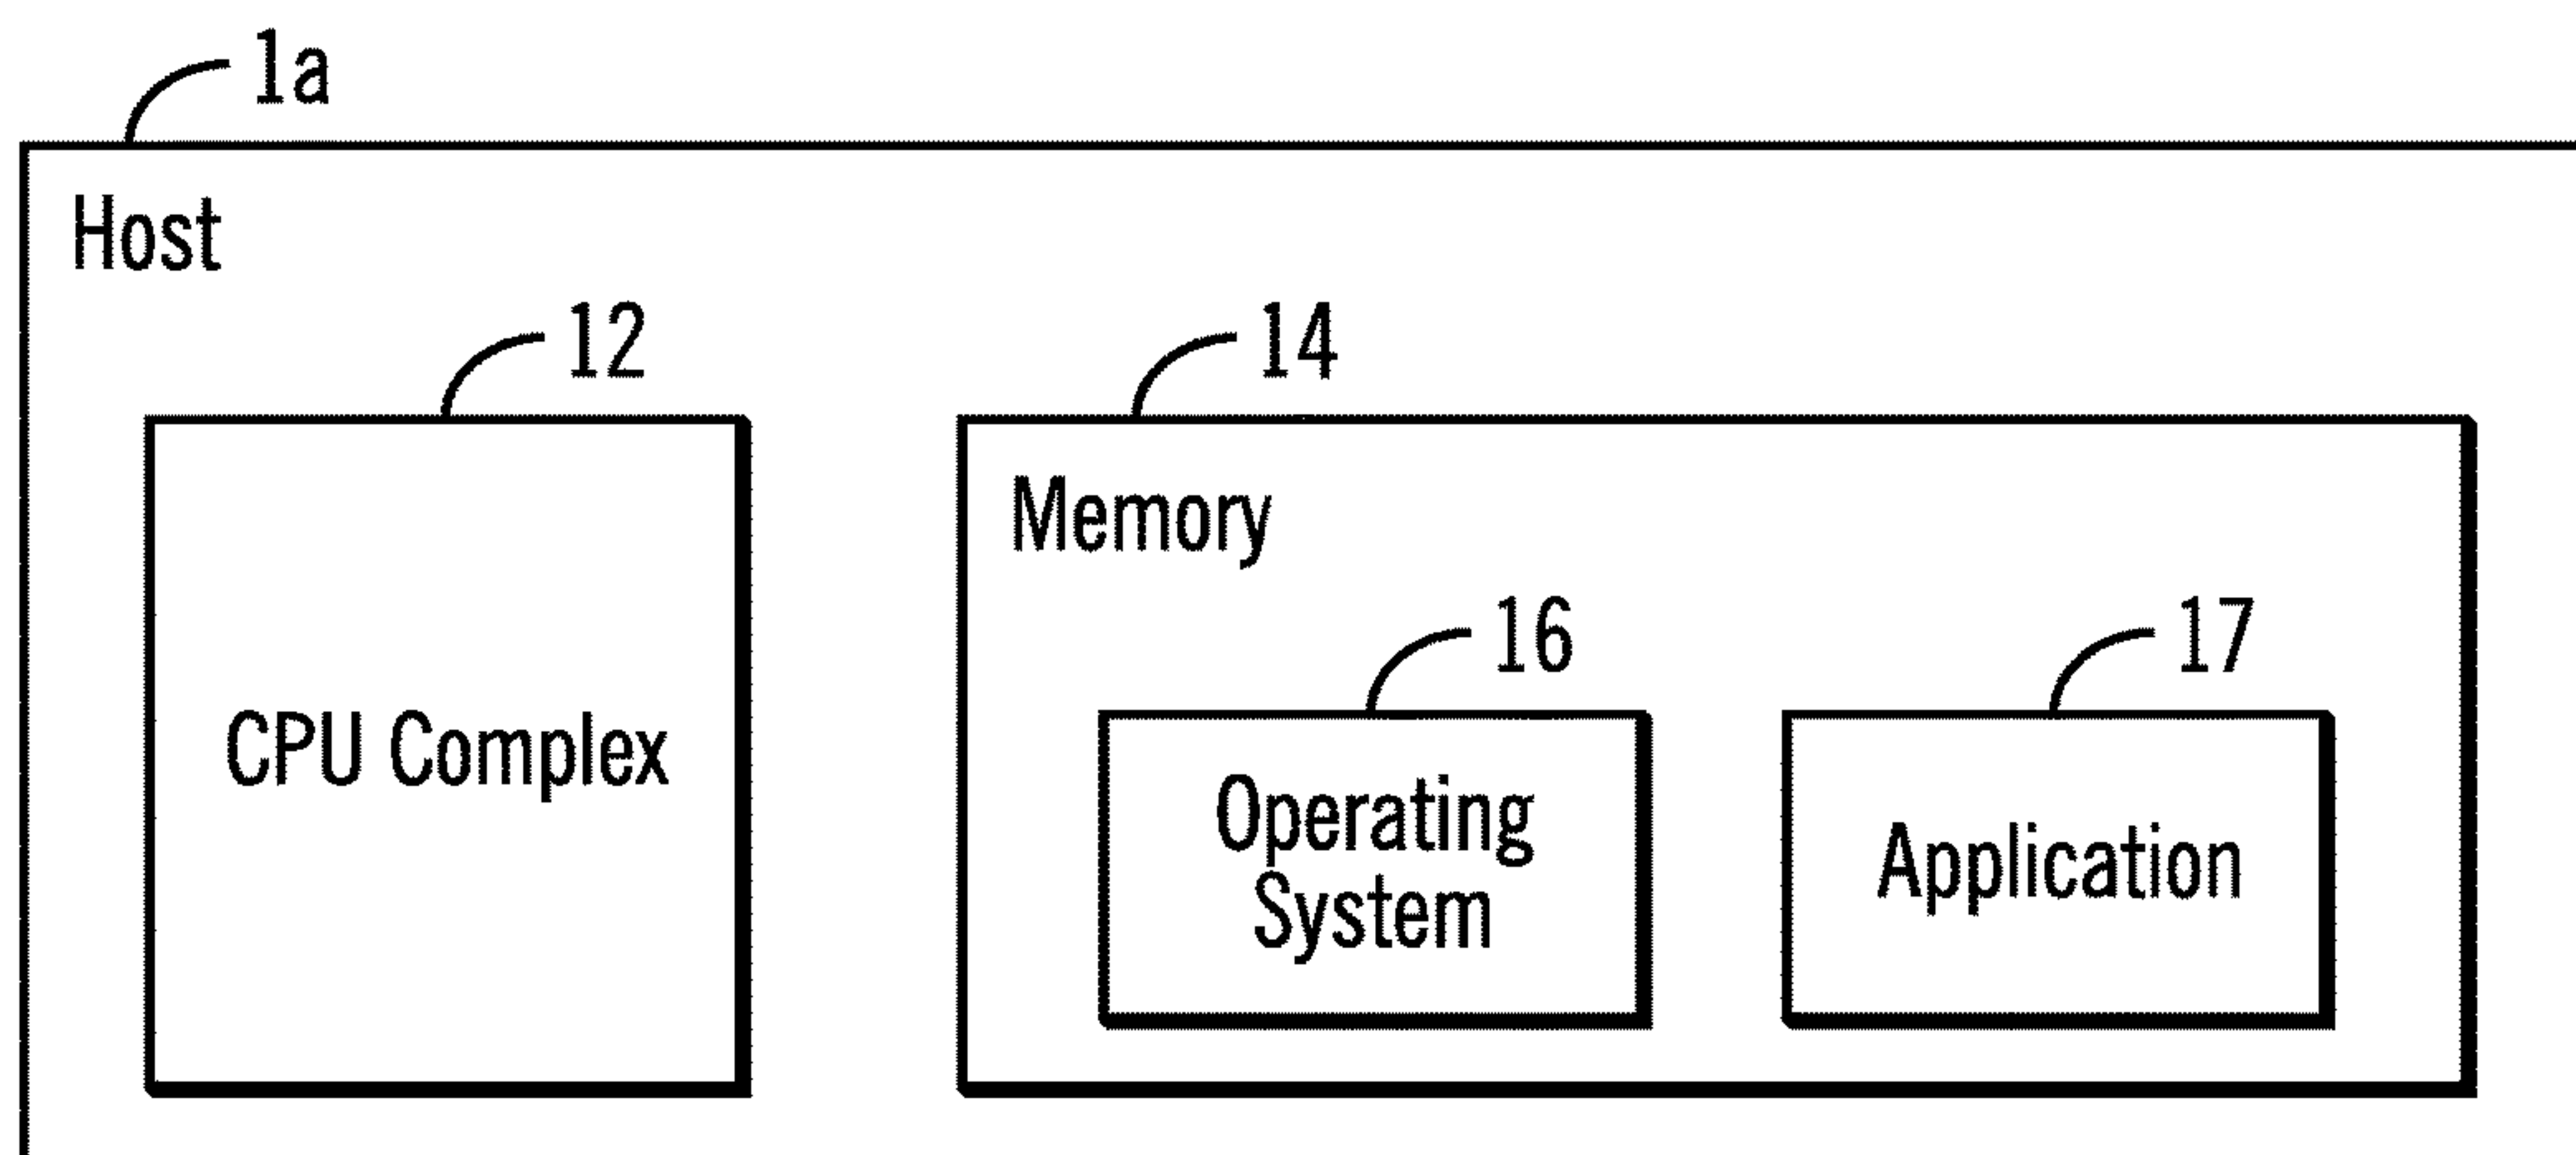 1a
Host
12
14
Memory
16
17
CPU Complex
Operating
System
Application